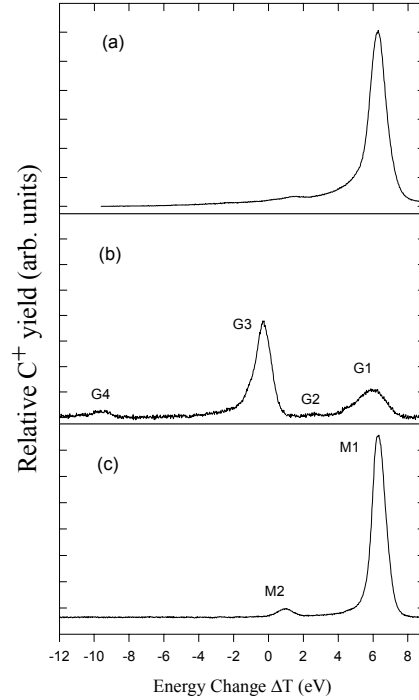 (a)
(b)
G3
G1
G4
G2
(c)
M1
M2
Relative C+ yield (arb. units)
-12 -10 -8 -6 -4 -2 0 2 4 6 8
Energy Change ΔT (eV)